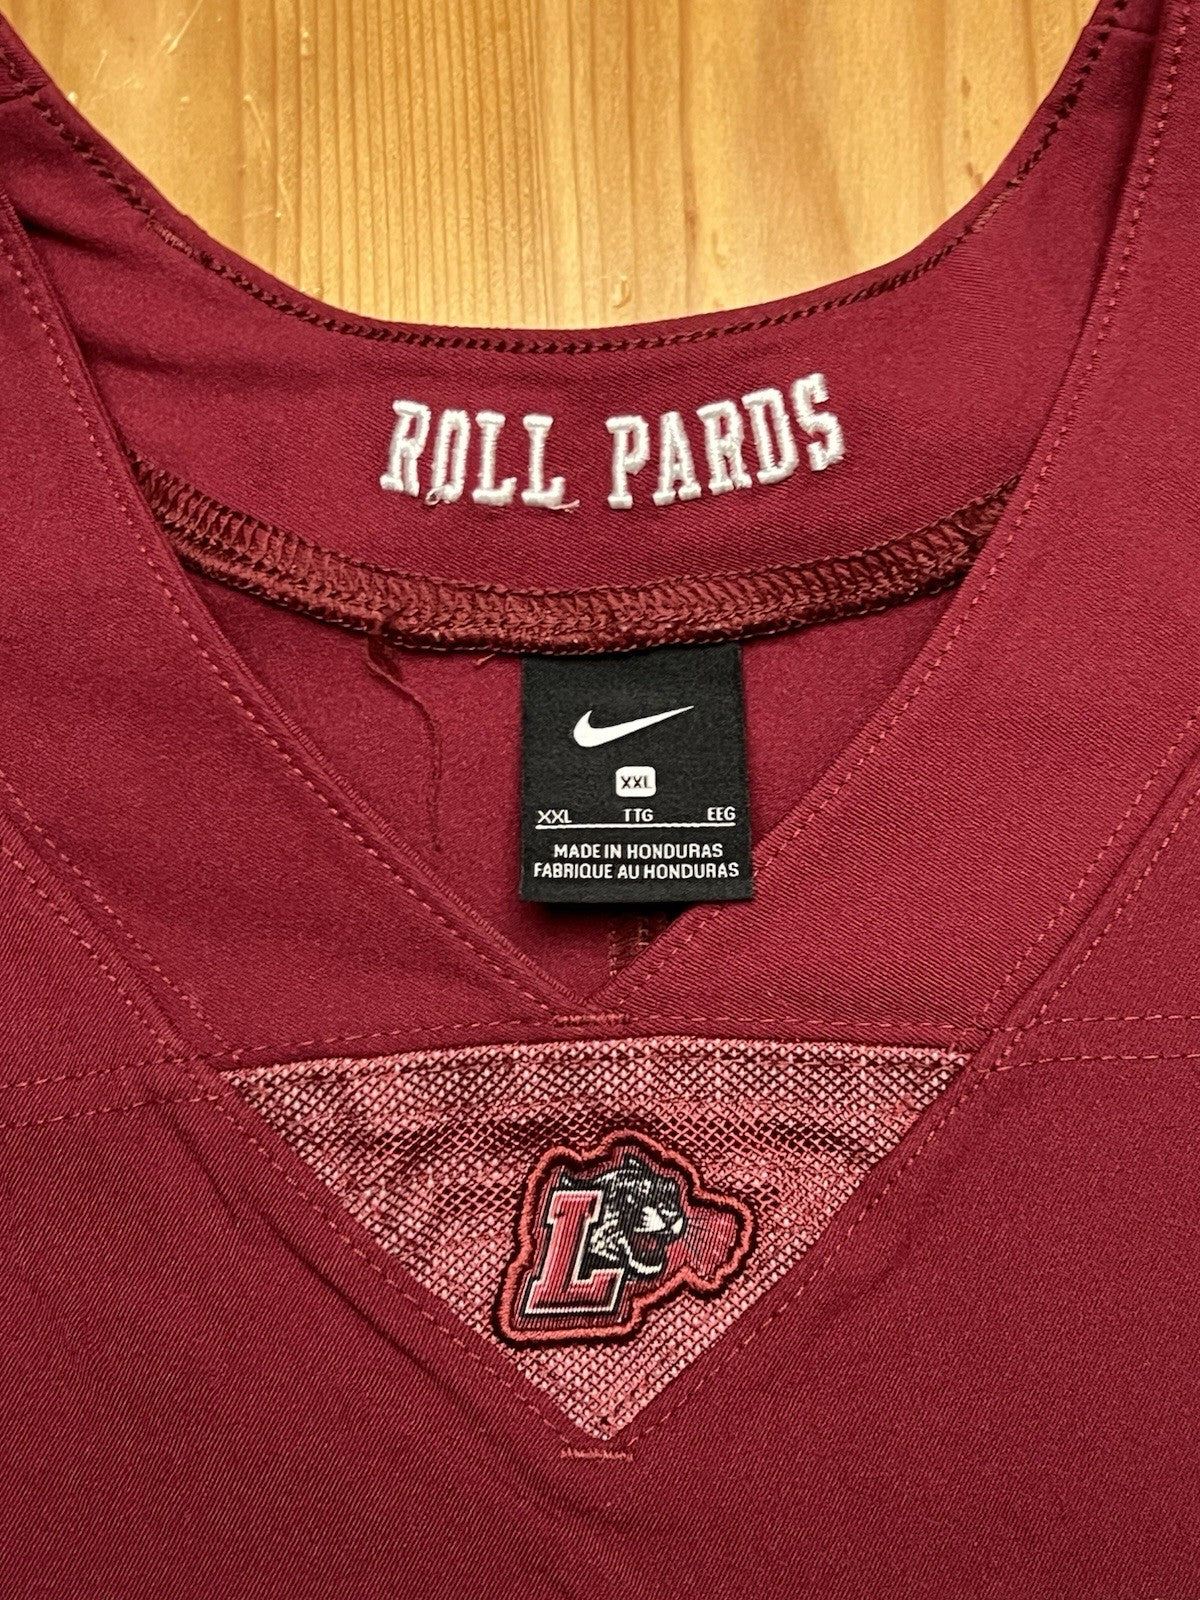 ROLL PARDS
XXL
XXL TTG EEG
MADE IN HONDURAS
FABRIQUE AU HONDURAS
L